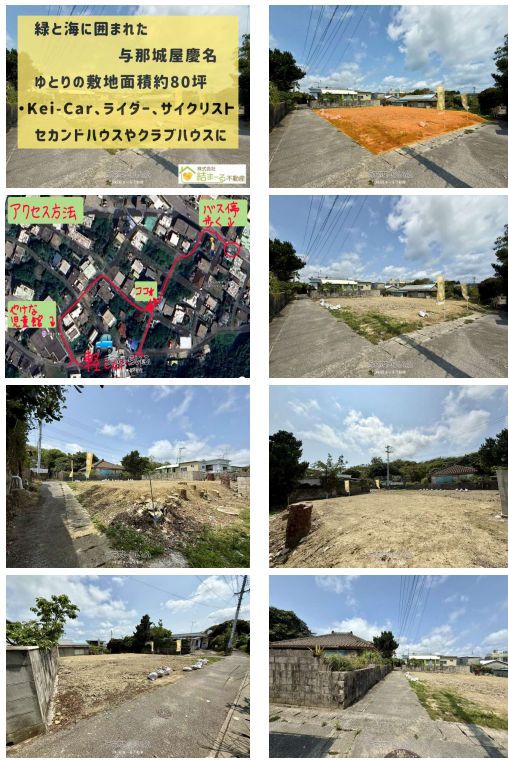 緑と海に囲まれた
与那城屋慶名
ゆとりの敷地面積約80坪
・Kei-Car、ライダー、サイクリスト
セカンドハウスやクラブハウスに
株式会社
結まーる不動産
アクセス方法
バス停
歩く
ココ
やけな
児童館
軽